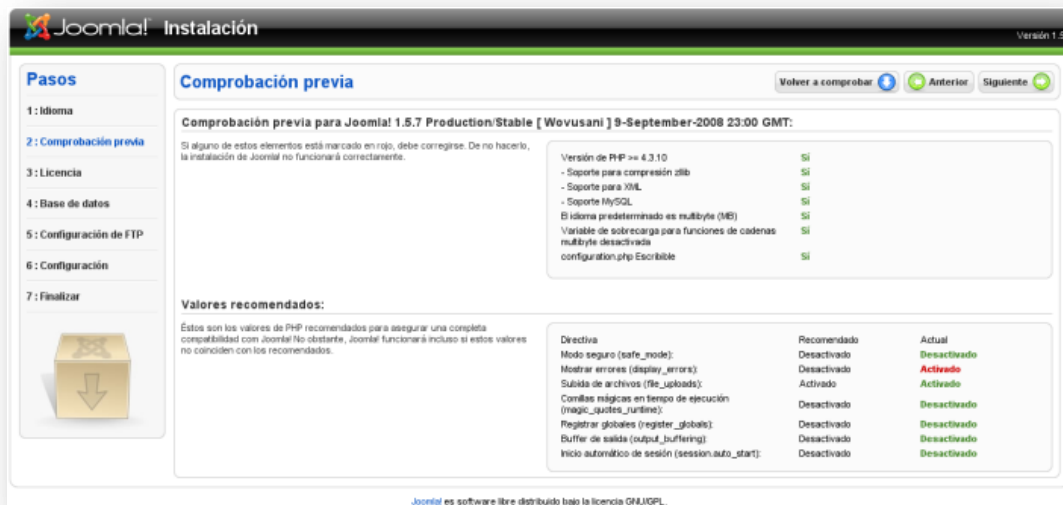 Joomla! Instalación
Versión 1.5
Pasos
1 : Idioma
2 : Comprobación previa
3 : Licencia
4 : Base de datos
5 : Configuración de FTP
6 : Configuración
7 : Finalizar
Comprobación previa
Volver a comprobar
Anterior
Siguiente
Comprobación previa para Joomla! 1.5.7 Production/Stable [ Wovusani ] 9-September-2008 23:00 GMT:
Si alguno de estos elementos está marcado en rojo, debe corregirse. De no hacerlo,
la instalación de Joomla! no funcionará correctamente.
Versión de PHP >= 4.3.10 Sí
- Soporte para compresión zlib Sí
- Soporte para XML Sí
- Soporte MySQL Sí
El idioma predeterminado es multibyte (MB) Sí
Variable de sobrecarga para funciones de cadenas Sí
multibyte desactivada
configuration.php Escribible Sí
Valores recomendados:
Éstos son los valores de PHP recomendados para asegurar una completa
compatibilidad con Joomla! No obstante, Joomla! funcionará incluso si estos valores
no coinciden con los recomendados.
Directiva Recomendado Actual
Modo seguro (safe_mode): Desactivado Desactivado
Mostrar errores (display_errors): Desactivado Activado
Subida de archivos (file_uploads): Activado Activado
Comillas mágicas en tiempo de ejecución
(magic_quotes_runtime): Desactivado Desactivado
Registrar globales (register_globals): Desactivado Desactivado
Buffer de salida (output_buffering): Desactivado Desactivado
Inicio automático de sesión (session.auto_start): Desactivado Desactivado
Joomla! es software libre distribuido bajo la licencia GNU/GPL.